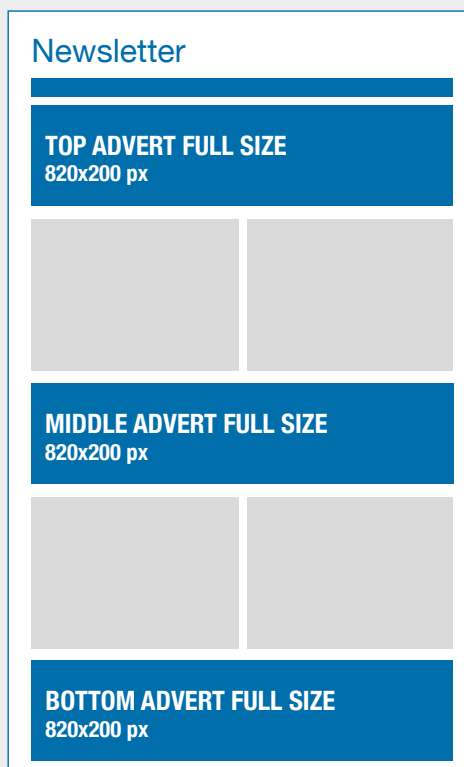 Newsletter
TOP ADVERT FULL SIZE
820x200 px
MIDDLE ADVERT FULL SIZE
820x200 px
BOTTOM ADVERT FULL SIZE
820x200 px